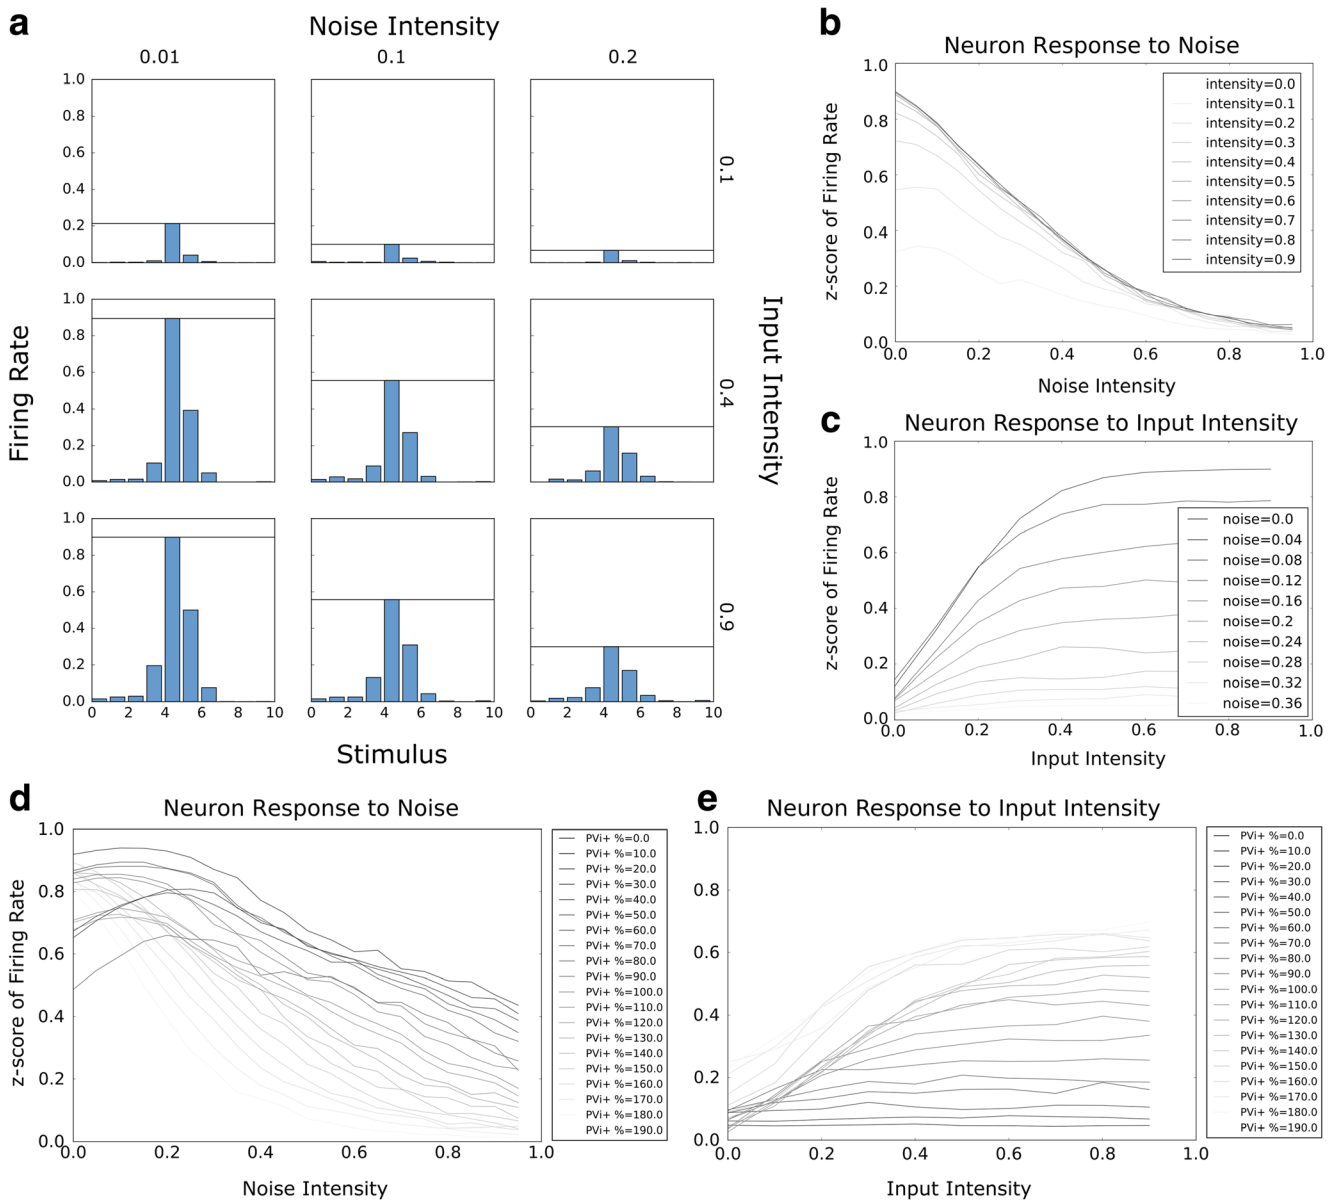 a
Noise Intensity
0.01
0.1
0.2
1.0
0.8
0.6
0.4
0.2
0.0
0.1
1.0
0.8
0.6
0.4
0.2
0.0
0.4
1.0
0.8
0.6
0.4
0.2
0.0
0.9
0 2 4 6 8 10
0 2 4 6 8 10
0 2 4 6 8 10
Firing Rate
Input Intensity
Stimulus
b
Neuron Response to Noise
z-score of Firing Rate
1.0
0.8
0.6
0.4
0.2
0.0
intensity=0.0
intensity=0.1
intensity=0.2
intensity=0.3
intensity=0.4
intensity=0.5
intensity=0.6
intensity=0.7
intensity=0.8
intensity=0.9
0.0 0.2 0.4 0.6 0.8 1.0
Noise Intensity
c
Neuron Response to Input Intensity
z-score of Firing Rate
1.0
0.8
0.6
0.4
0.2
0.0
noise=0.0
noise=0.04
noise=0.08
noise=0.12
noise=0.16
noise=0.2
noise=0.24
noise=0.28
noise=0.32
noise=0.36
0.0 0.2 0.4 0.6 0.8 1.0
Input Intensity
d
Neuron Response to Noise
z-score of Firing Rate
1.0
0.8
0.6
0.4
0.2
0.0
PVi+ %=0.0
PVi+ %=10.0
PVi+ %=20.0
PVi+ %=30.0
PVi+ %=40.0
PVi+ %=50.0
PVi+ %=60.0
PVi+ %=70.0
PVi+ %=80.0
PVi+ %=90.0
PVi+ %=100.0
PVi+ %=110.0
PVi+ %=120.0
PVi+ %=130.0
PVi+ %=140.0
PVi+ %=150.0
PVi+ %=160.0
PVi+ %=170.0
PVi+ %=180.0
PVi+ %=190.0
0.0 0.2 0.4 0.6 0.8 1.0
Noise Intensity
e
Neuron Response to Input Intensity
1.0
0.8
0.6
0.4
0.2
0.0
PVi+ %=0.0
PVi+ %=10.0
PVi+ %=20.0
PVi+ %=30.0
PVi+ %=40.0
PVi+ %=50.0
PVi+ %=60.0
PVi+ %=70.0
PVi+ %=80.0
PVi+ %=90.0
PVi+ %=100.0
PVi+ %=110.0
PVi+ %=120.0
PVi+ %=130.0
PVi+ %=140.0
PVi+ %=150.0
PVi+ %=160.0
PVi+ %=170.0
PVi+ %=180.0
PVi+ %=190.0
0.0 0.2 0.4 0.6 0.8 1.0
Input Intensity